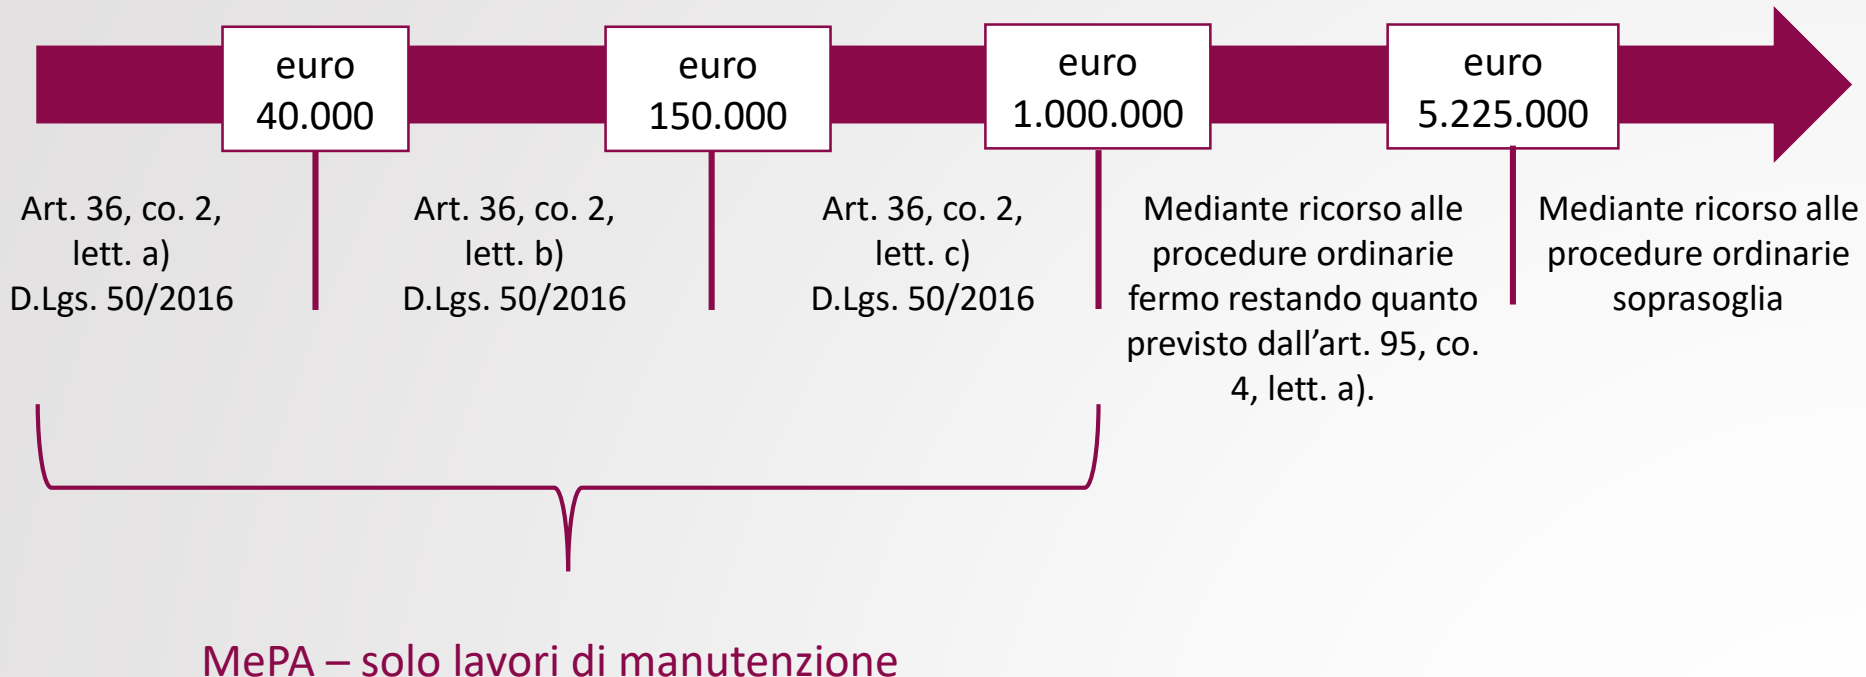 euro
40.000
euro
150.000
euro
1.000.000
euro
5.225.000
Art. 36, co. 2,
lett. a)
D.Lgs. 50/2016
Art. 36, co. 2,
lett. b)
D.Lgs. 50/2016
Art. 36, co. 2,
lett. c)
D.Lgs. 50/2016
Mediante ricorso alle
procedure ordinarie
fermo restando quanto
previsto dall’art. 95, co.
4, lett. a).
Mediante ricorso alle
procedure ordinarie
soprasoglia
MePA – solo lavori di manutenzione